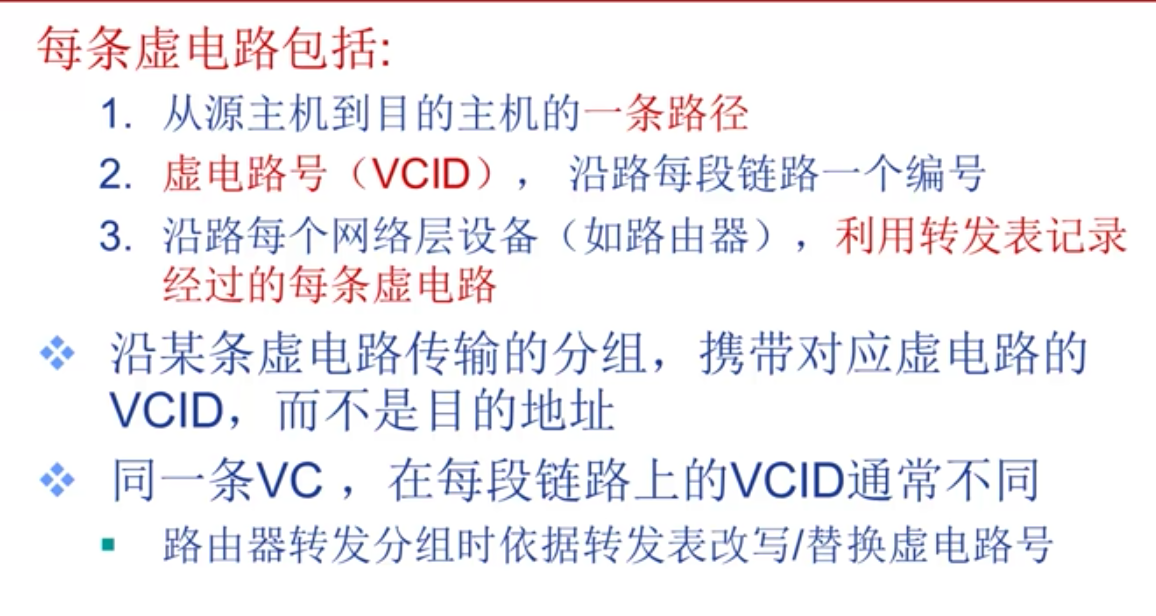 每条虚电路包括:
1. 从源主机到目的主机的一条路径
2. 虚电路号（VCID）， 沿路每段链路一个编号
3. 沿路每个网络层设备（如路由器），利用转发表记录
经过的每条虚电路
沿某条虚电路传输的分组，携带对应虚电路的
VCID，而不是目的地址
同一条VC ，在每段链路上的VCID通常不同
路由器转发分组时依据转发表改写/替换虚电路号